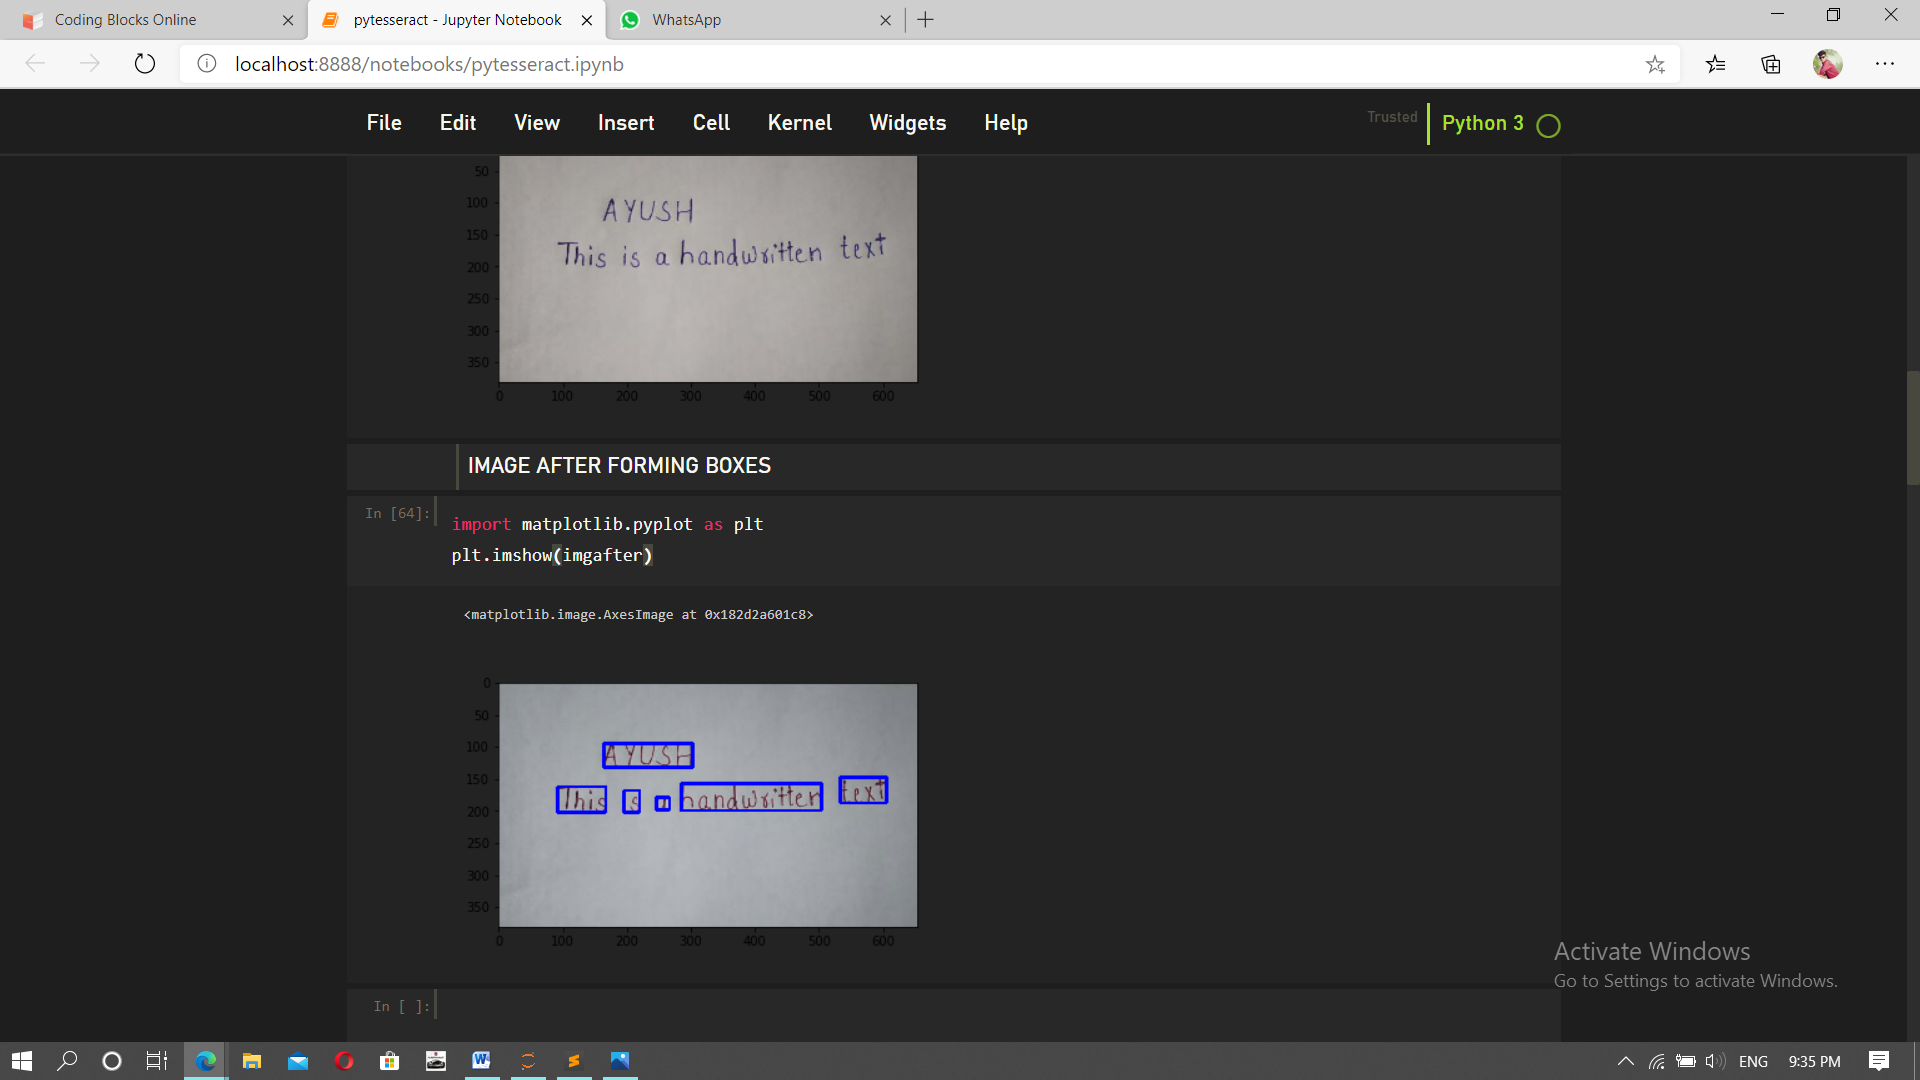 Coding Blocks Online
pytesseract - Jupyter Notebook
WhatsApp
localhost:8888/notebooks/pytesseract.ipynb
File Edit View Insert Cell Kernel Widgets Help
Trusted
Python 3
50
100
150
200
250
300
350
AYUSH
This is a handwritten text
0 100 200 300 400 500 600
IMAGE AFTER FORMING BOXES
In [64]:
import matplotlib.pyplot as plt
plt.imshow(imgafter)
<matplotlib.image.AxesImage at 0x182d2a601c8>
0
50
100
150
200
250
300
350
AYUSH
This is a handwritten text
0 100 200 300 400 500 600
In [ ]:
Activate Windows
Go to Settings to activate Windows.
ENG
9:35 PM